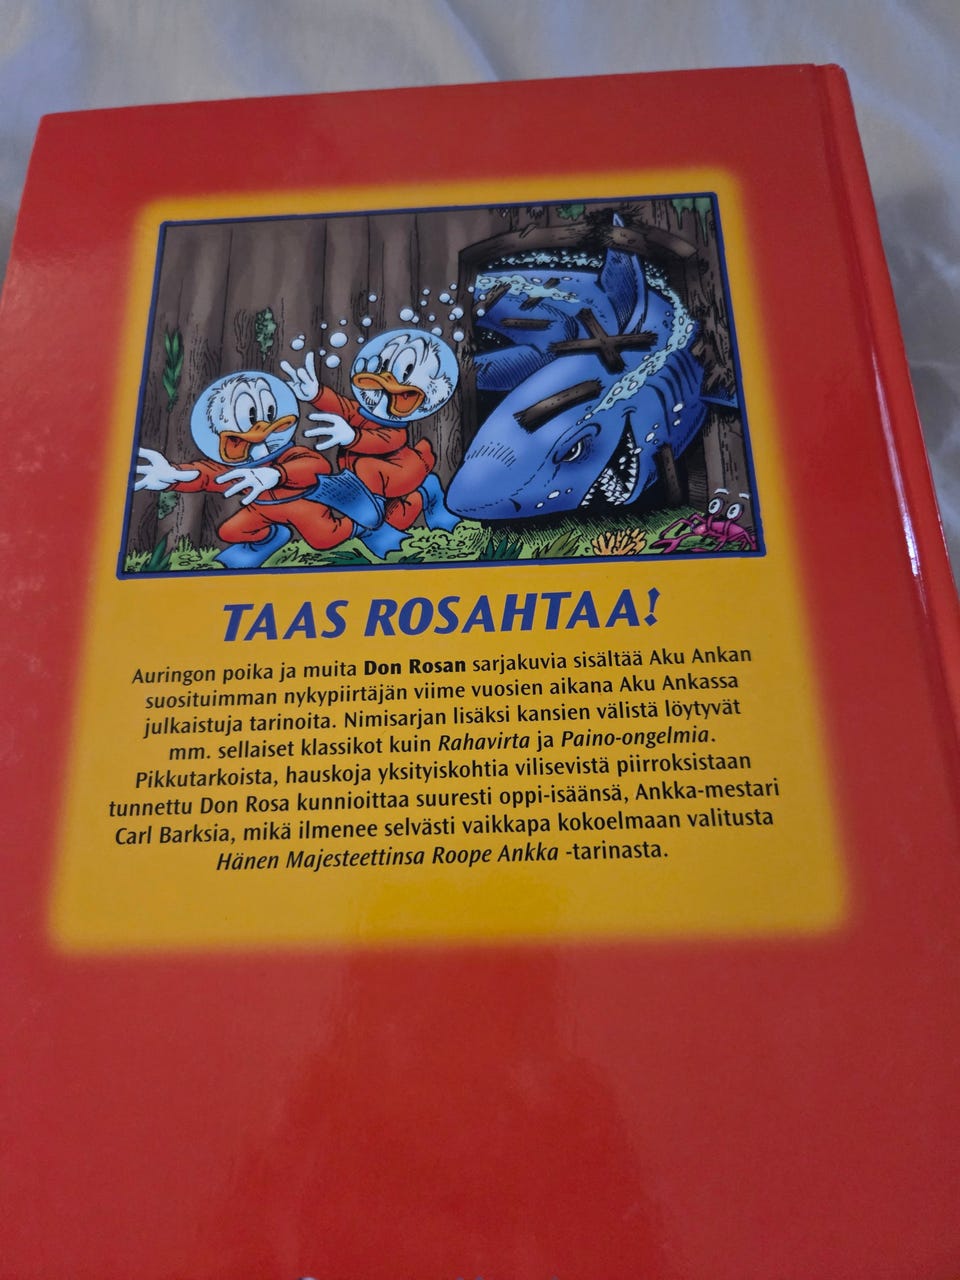 TAAS ROSAHTAA!
Auringon poika ja muita Don Rosan sarjakuvia sisältää Aku Ankan
suosituimman nykypiirtäjän viime vuosien aikana Aku Ankassa
julkaistuja tarinoita. Nimisarjan lisäksi kansien välistä löytyvät
mm. sellaiset klassikot kuin Rahavirta ja Paino-ongelmia.
Pikkutarkoista, hauskoja yksityiskohtia vilisevistä piirroksistaan
tunnettu Don Rosa kunnioittaa suuresti oppi-isäänsä, Ankka-mestari
Carl Barksia, mikä ilmenee selvästi vaikkapa kokoelmaan valitusta
Hänen Majesteettinsa Roope Ankka -tarinasta.